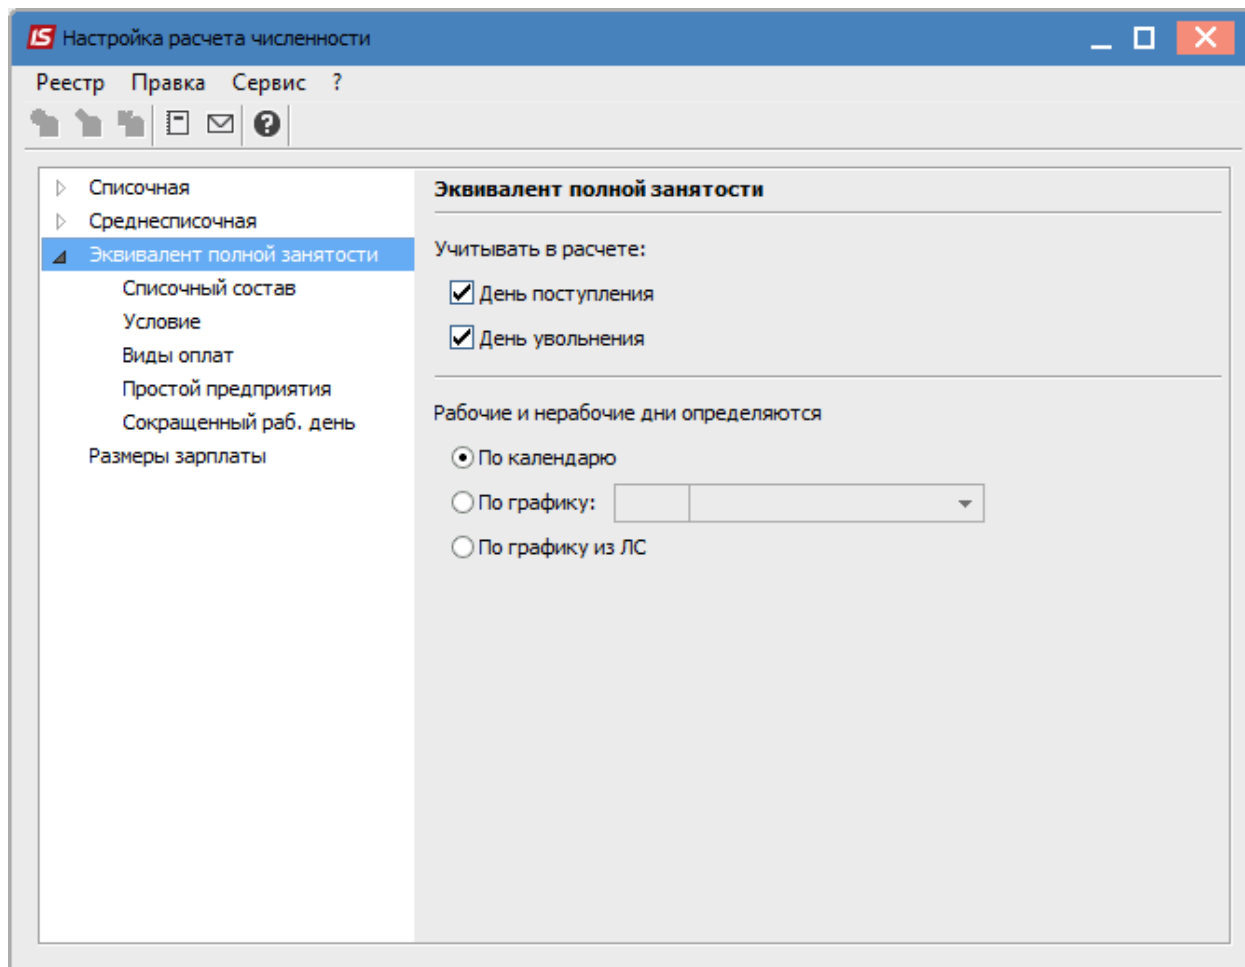 IS Настройка расчета численности
Реестр Правка Сервис ?
Списочная
Среднесписочная
Эквивалент полной занятости
Списочный состав
Условие
Виды оплат
Простой предприятия
Сокращенный раб. день
Размеры зарплаты
Эквивалент полной занятости
Учитывать в расчете:
День поступления
День увольнения
Рабочие и нерабочие дни определяются
По календарю
По графику:
По графику из ЛС